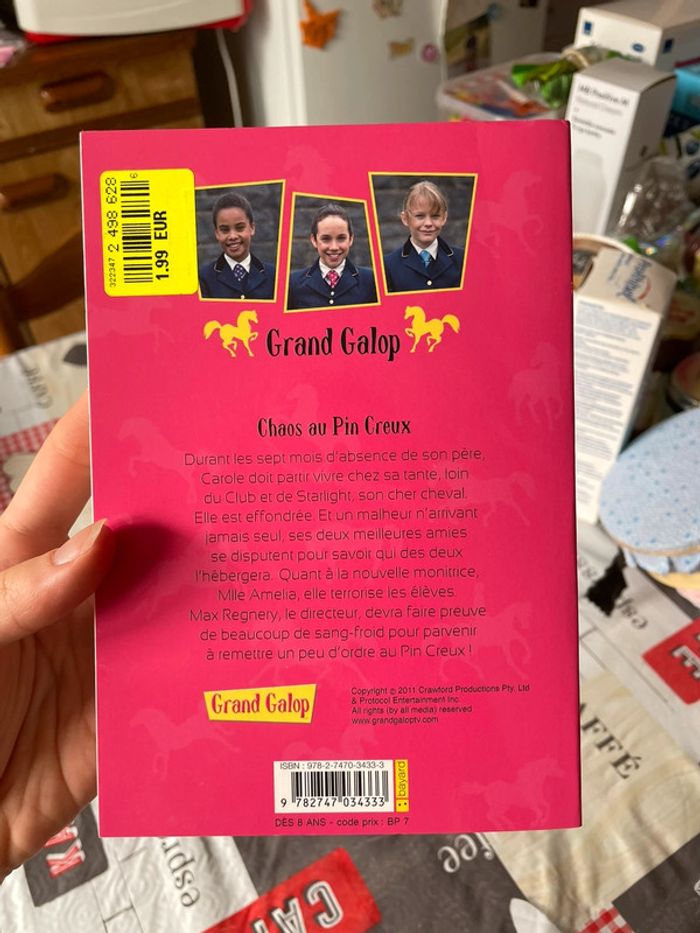 322347 2 498 628 6
1.99 EUR
Grand Galop
Chaos au Pin Creux
Durant les sept mois d'absence de son père,
Carole doit partir vivre chez sa tante, loin
du Club et de Starlight, son cher cheval.
Elle est effondrée. Et un malheur n'arrivant
jamais seul, ses deux meilleures amies
se disputent pour savoir qui des deux
l'hébergera. Quant à la nouvelle monitrice,
Mlle Amelia, elle terrorise les élèves.
Max Regnery, le directeur, devra faire preuve
de beaucoup de sang-froid pour parvenir
à remettre un peu d'ordre au Pin Creux !
Grand Galop
Copyright © 2011 Crawford Productions Pty. Ltd
& Protocol Entertainment Inc.
All rights (by all media) reserved
www.grandgaloptv.com
ISBN : 978-2-7470-3433-3
9 782747 034333
bayard
DÈS 8 ANS - code prix : BP 7